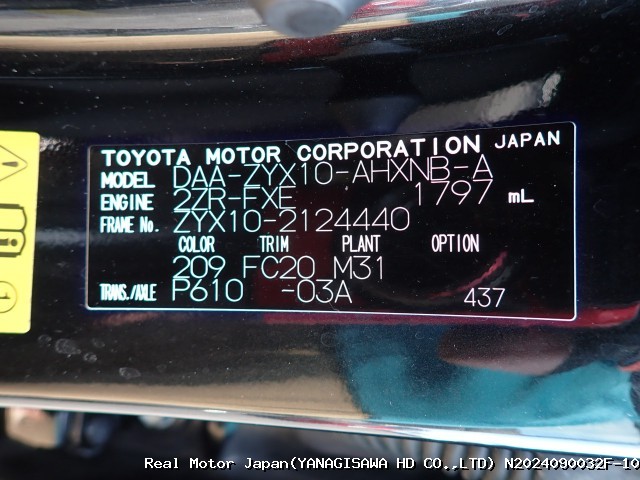 TOYOTA MOTOR CORPORATION JAPAN
MODEL DAA-ZYX10-AHXNB-A
ENGINE 2ZR-FXE 1797 mL
FRAME No. ZYX10-2124440
COLOR TRIM PLANT OPTION
209 FC20 M31
TRANS./AXLE P610 -03A 437
Real Motor Japan(YANAGISAWA HD CO.,LTD) N2024090032F-10